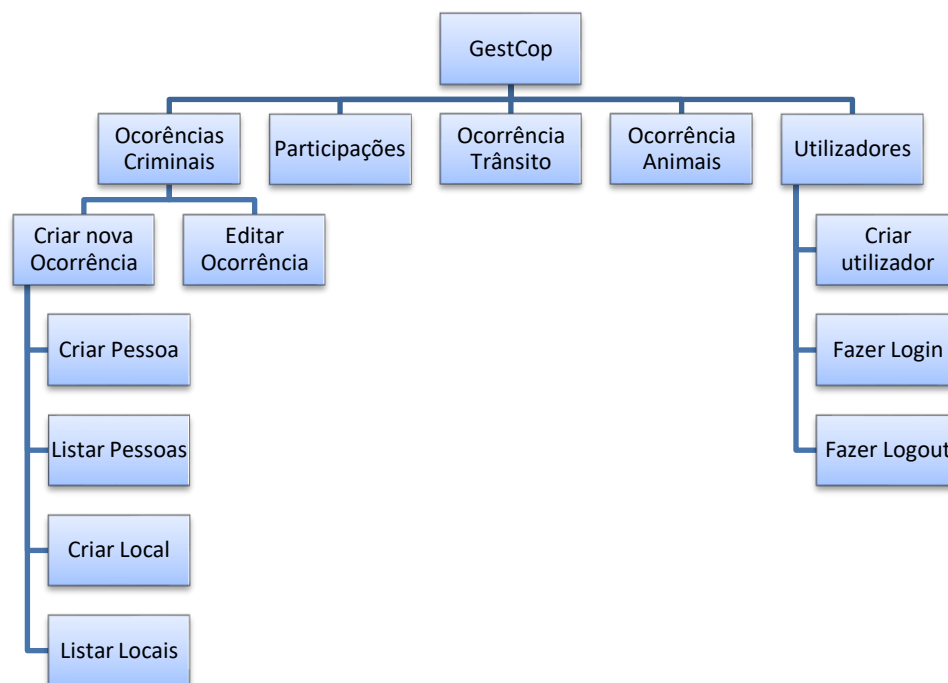 GestCop
Ocorências
Criminais
Participações
Ocorrência
Trânsito
Ocorrência
Animais
Utilizadores
Criar nova
Ocorrência
Editar
Ocorrência
Criar
utilizador
Criar Pessoa
Fazer Login
Listar Pessoas
Fazer Logout
Criar Local
Listar Locais